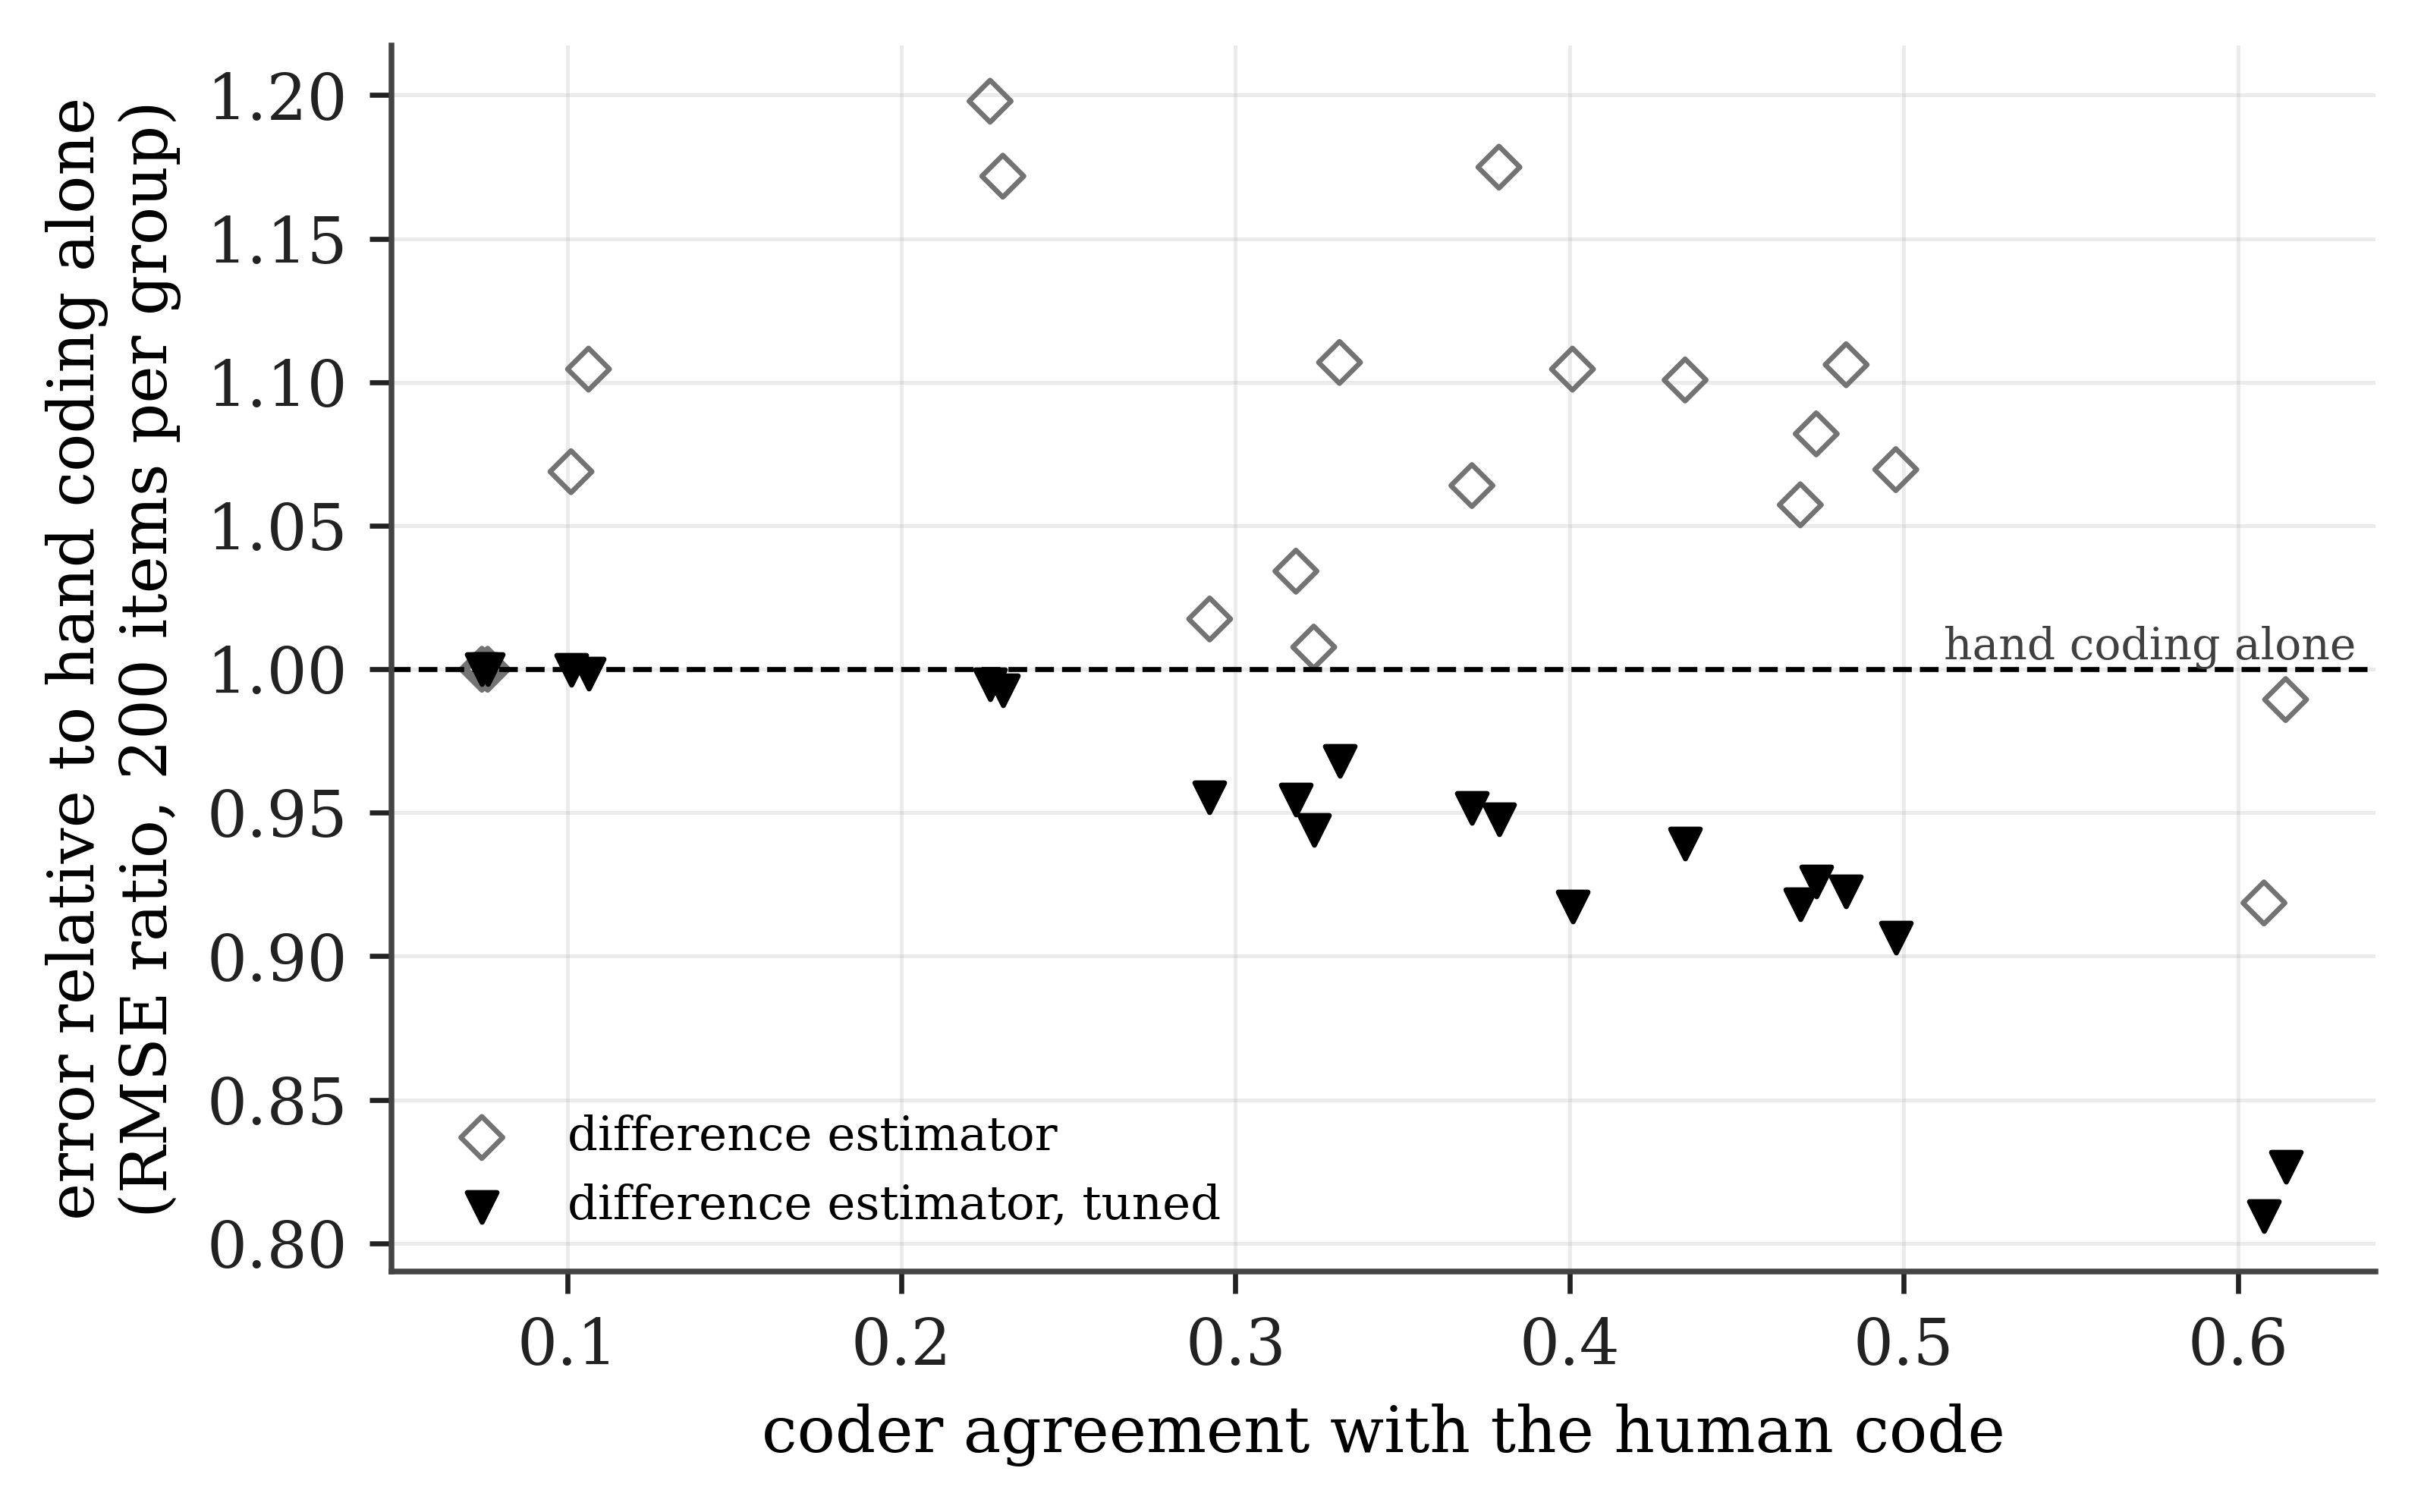 error relative to hand coding alone
(RMSE ratio, 200 items per group)
1.20
1.15
1.10
1.05
1.00
0.95
0.90
0.85
0.80
hand coding alone
difference estimator
difference estimator, tuned
0.1 0.2 0.3 0.4 0.5 0.6
coder agreement with the human code